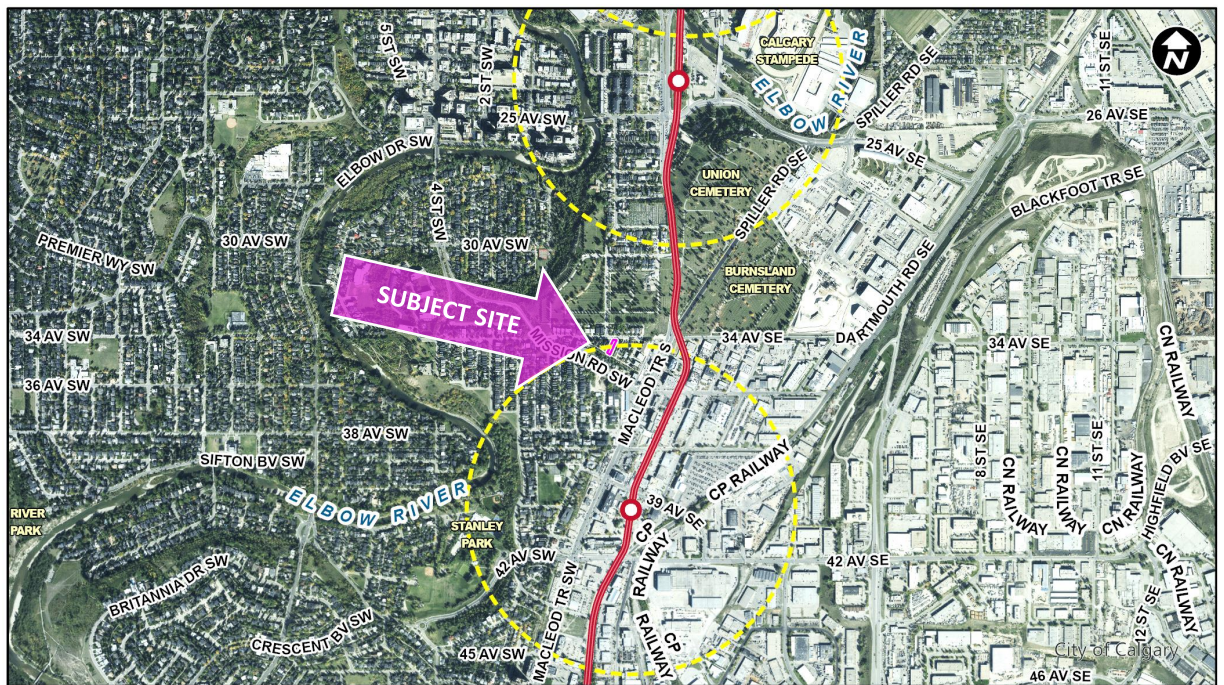 5 ST SW
2 ST SW
CALGARY
STAMPEDE
ELBOW RIVER
SPILLER RD SE
11 ST SE
N
25 AV SW
26 AV SE
ELBOW DR SW
25 AV SE
UNION
CEMETERY
SPILLER RD SE
BLACKFOOT TR SE
4 ST SW
30 AV SW
30 AV SW
PREMIER WY SW
BURNSLAND
CEMETERY
DARTMOUTH RD SE
SUBJECT SITE
MISSION RD SW
34 AV SW
34 AV SE
34 AV SE
MACLEOD TR S
CN RAILWAY
36 AV SW
38 AV SW
SIFTON BV SW
ELBOW RIVER
CP RAILWAY
8 ST SE
11 ST SE
CN RAILWAY
CN RAILWAY
CN RAILWAY
HIGHFIELD BV SE
RIVER
PARK
STANLEY
PARK
39 AV SE
CP
RAILWAY
42 AV SW
42 AV SE
CN RAILWAY
BRITANNIA DR SW
CRESCENT BV SW
MACLEOD TR SW
CP
RAILWAY
12 ST SE
45 AV SW
City of Calgary
46 AV SE